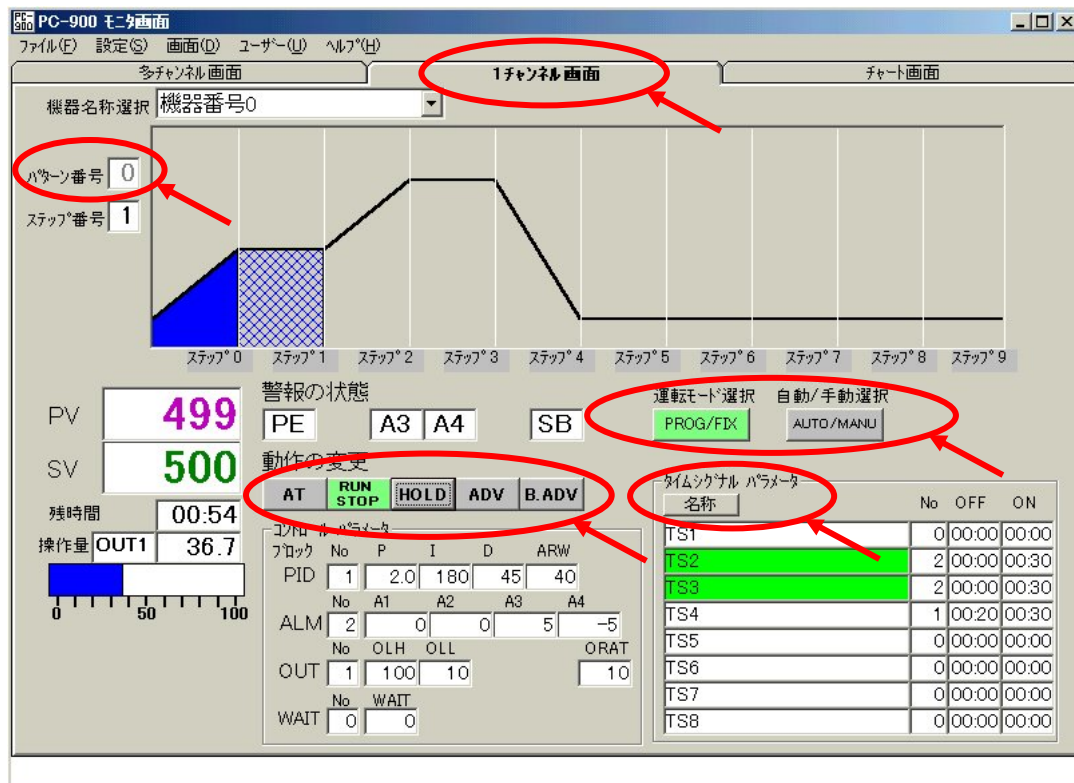 PC-900 PC-900 ﾓﾆﾀ画面
ﾌｧｲﾙ(F) 設定(S) 画面(D) ﾕｰｻﾞｰ(U) ﾍﾙﾌﾟ(H)
多ﾁｬﾝﾈﾙ画面 1ﾁｬﾝﾈﾙ画面 ﾁｬｰﾄ画面
機器名称選択 機器番号0
ﾊﾟﾀｰﾝ番号 0
ｽﾃｯﾌﾟ番号 1
ｽﾃｯﾌﾟ0 ｽﾃｯﾌﾟ1 ｽﾃｯﾌﾟ2 ｽﾃｯﾌﾟ3 ｽﾃｯﾌﾟ4 ｽﾃｯﾌﾟ5 ｽﾃｯﾌﾟ6 ｽﾃｯﾌﾟ7 ｽﾃｯﾌﾟ8 ｽﾃｯﾌﾟ9
PV 499
SV 500
残時間 00:54
操作量 OUT1 36.7
0 50 100
警報の状態
PE A3 A4 SB
動作の変更
AT RUN STOP HOLD ADV B.ADV
ｺﾝﾄﾛｰﾙ ﾊﾟﾗﾒｰﾀ
ﾌﾞﾛｯｸ No P I D ARW
PID 1 2.0 180 45 40
No A1 A2 A3 A4
ALM 2 0 0 5 -5
No OLH OLL ORAT
OUT 1 100 10 10
No WAIT
WAIT 0 0
運転ﾓｰﾄﾞ選択 自動/手動選択
PROG/FIX AUTO/MANU
ﾀｲﾑｼｸﾞﾅﾙ ﾊﾟﾗﾒｰﾀ
名称 No OFF ON
TS1 0 00:00 00:00
TS2 2 00:00 00:30
TS3 2 00:00 00:30
TS4 1 00:20 00:30
TS5 0 00:00 00:00
TS6 0 00:00 00:00
TS7 0 00:00 00:00
TS8 0 00:00 00:00